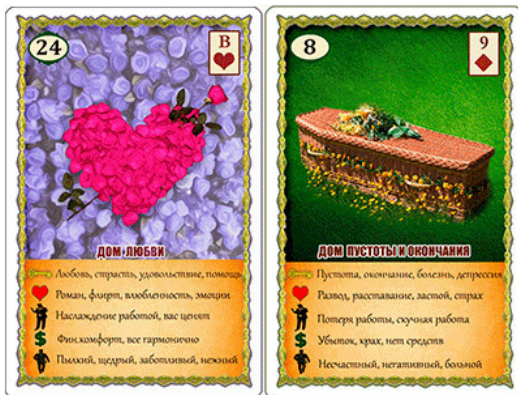 24
В
ДОМ ЛЮБВИ
Любовь, страсть, удовольствие, помощь
Роман, флирт, влюбленность, эмоции
Наслаждение работой, вас ценят
Фин.комфорт, все гармонично
Пылкий, щедрый, заботливый, нежный
8
9
ДОМ ПУСТОТЫ И ОКОНЧАНИЯ
Пустота, окончание, болезнь, депрессия
Развод, расставание, застой, страх
Потеря работы, скучная работа
$ Убыток, крах, нет средств
Несчастный, негативный, больной